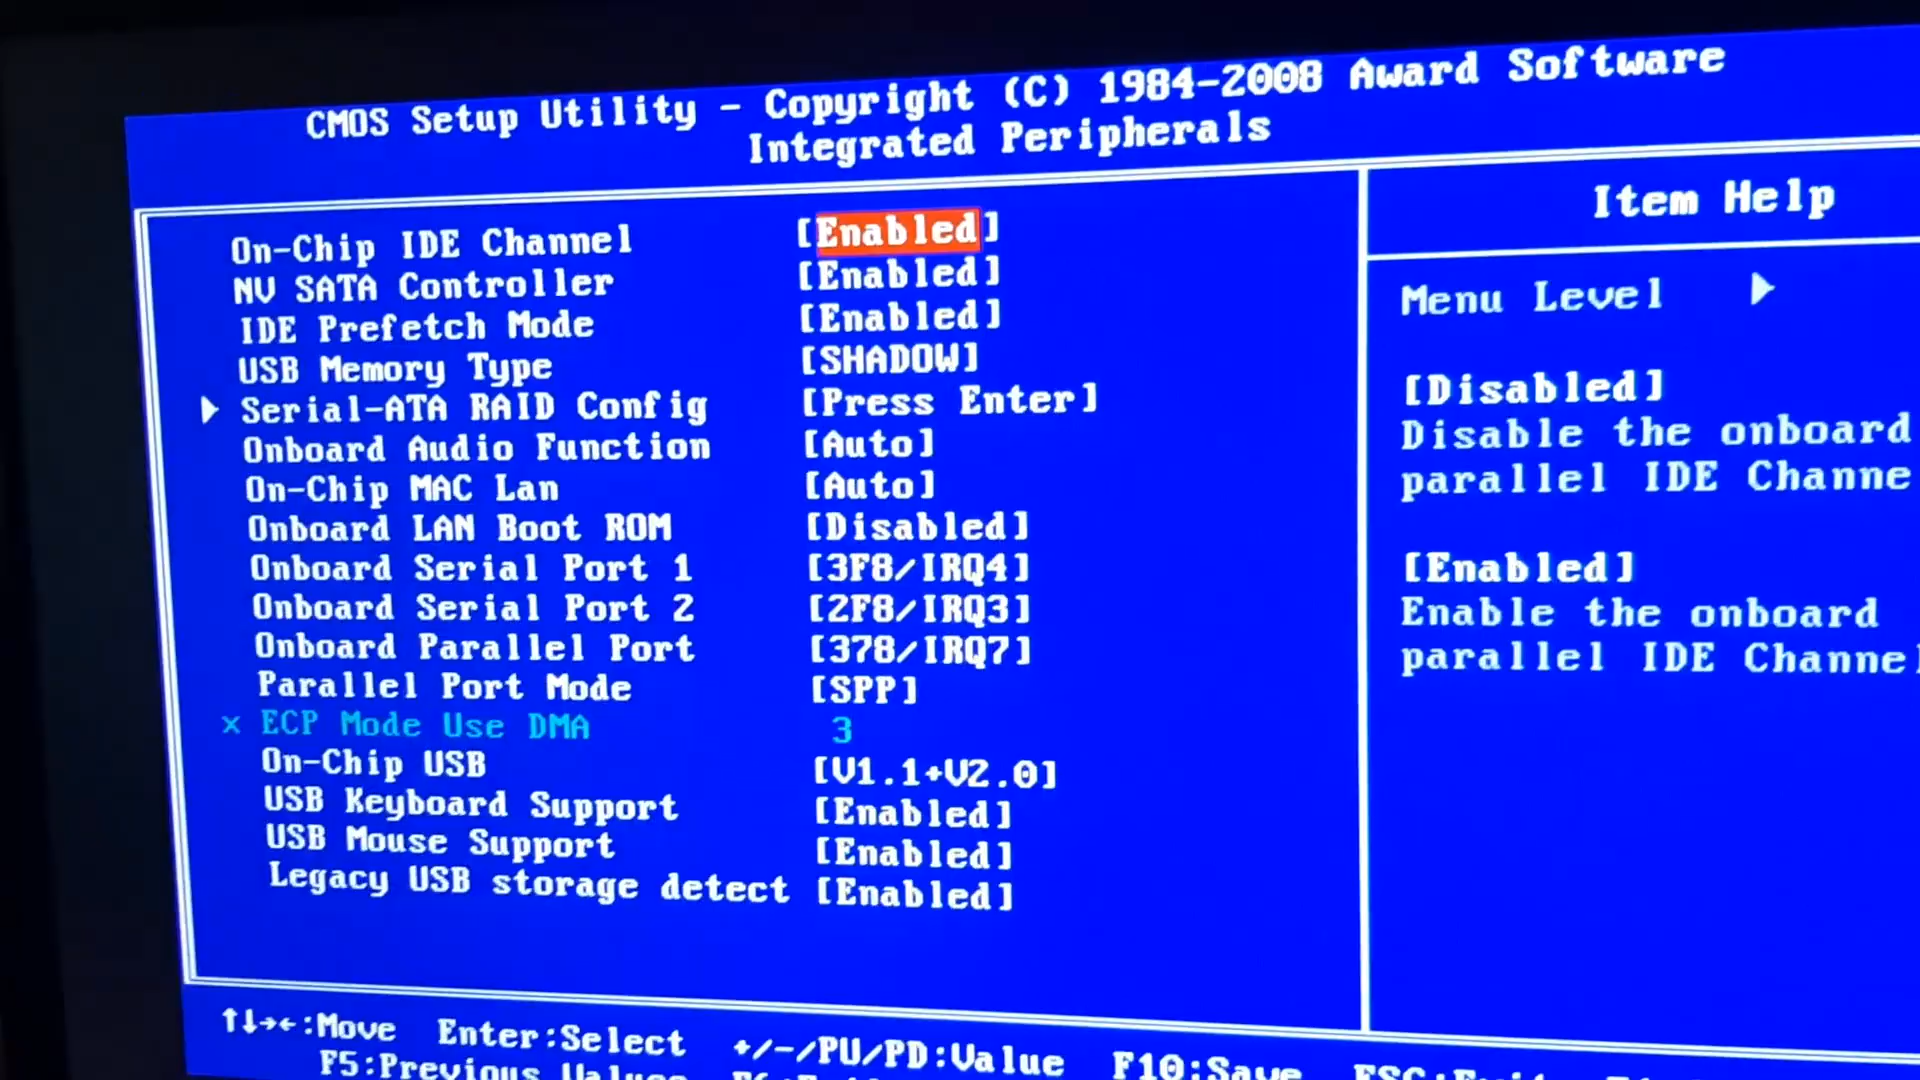 CMOS Setup Utility - Copyright (C) 1984-2008 Award Software
Integrated Peripherals
On-Chip IDE Channel [Enabled]
NV SATA Controller [Enabled]
IDE Prefetch Mode [Enabled]
USB Memory Type [SHADOW]
Serial-ATA RAID Config [Press Enter]
Onboard Audio Function [Auto]
On-Chip MAC Lan [Auto]
Onboard LAN Boot ROM [Disabled]
Onboard Serial Port 1 [3F8/IRQ4]
Onboard Serial Port 2 [2F8/IRQ3]
Onboard Parallel Port [378/IRQ7]
Parallel Port Mode [SPP]
x ECP Mode Use DMA 3
On-Chip USB [V1.1+V2.0]
USB Keyboard Support [Enabled]
USB Mouse Support [Enabled]
Legacy USB storage detect [Enabled]
Item Help
Menu Level
[Disabled]
Disable the onboard
parallel IDE Channe
[Enabled]
Enable the onboard
parallel IDE Channel
↑↓→←:Move Enter:Select +/-/PU/PD:Value F10:Save ESC:Exit
F5:Previous Values